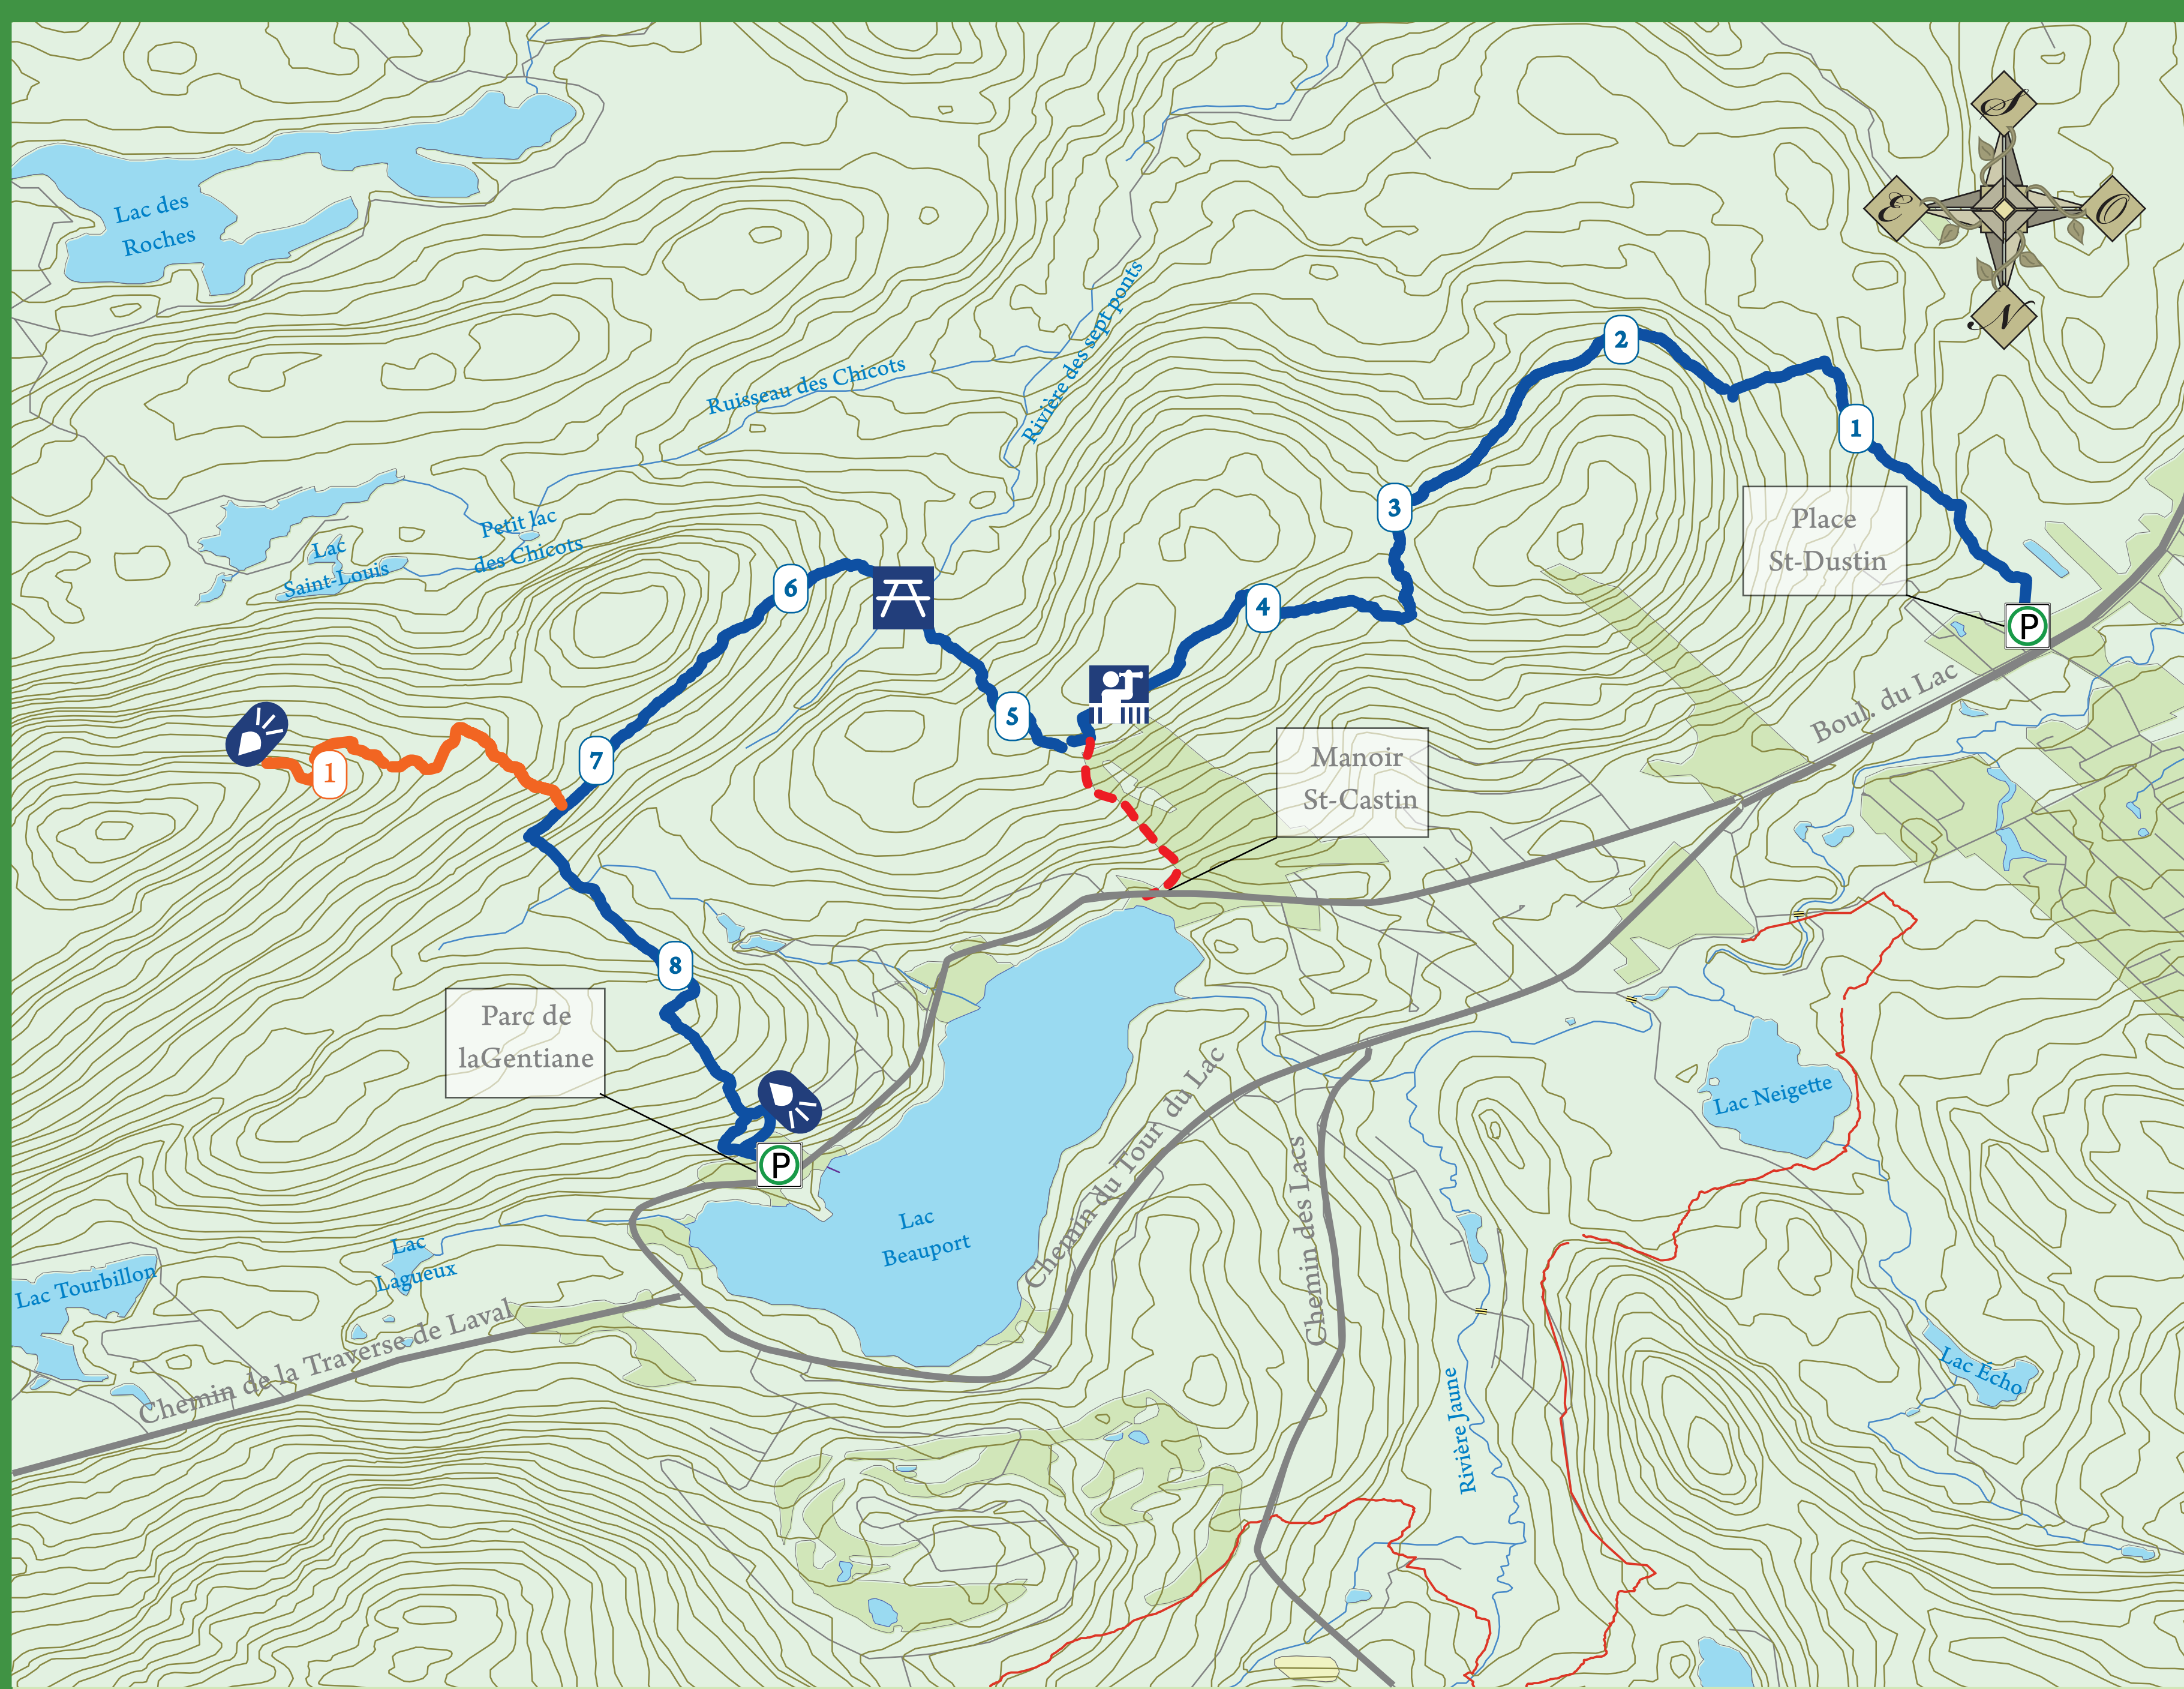 S
E
O
N
Lac des
Roches
Rivière des sept ponts
Ruisseau des Chicots
2
1
Petit lac
des Chicots
Lac
Saint-Louis
3
Place
St-Dustin
P
6
4
5
7
1
Manoir
St-Castin
Boul. du Lac
8
Parc de
laGentiane
P
Lac Neigette
Chemin du Tour du Lac
Chemin des Lacs
Lac
Beauport
Lac
Lagueux
Lac Tourbillon
Chemin de la Traverse de Laval
Rivière Jaune
Lac Écho